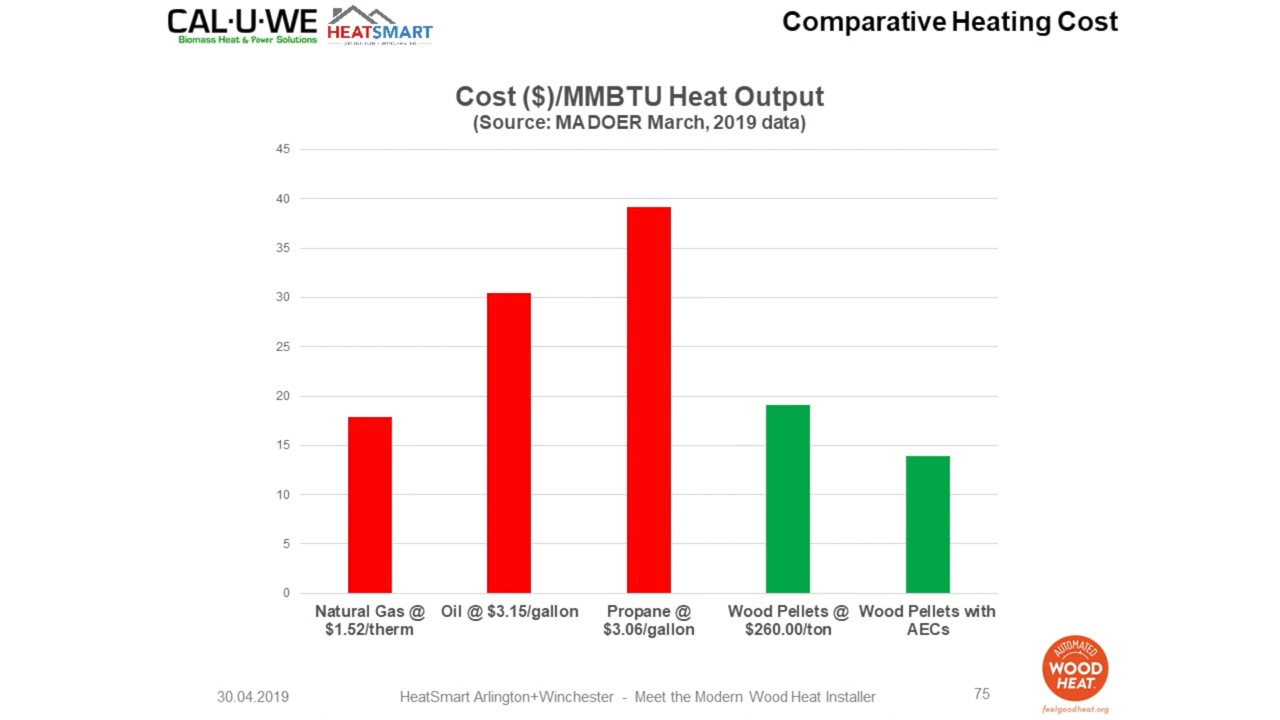 CAL·U·WE
Biomass Heat & Power Solutions
HEATSMART
ARLINGTON + WINCHESTER
Comparative Heating Cost
Cost ($)/MMBTU Heat Output
(Source: MA DOER March, 2019 data)
45
40
35
30
25
20
15
10
5
0
Natural Gas @
$1.52/therm
Oil @ $3.15/gallon
Propane @
$3.06/gallon
Wood Pellets @
$260.00/ton
Wood Pellets with
AECs
30.04.2019
HeatSmart Arlington+Winchester - Meet the Modern Wood Heat Installer
75
AUTOMATED
WOOD
HEAT
feelgoodheat.org